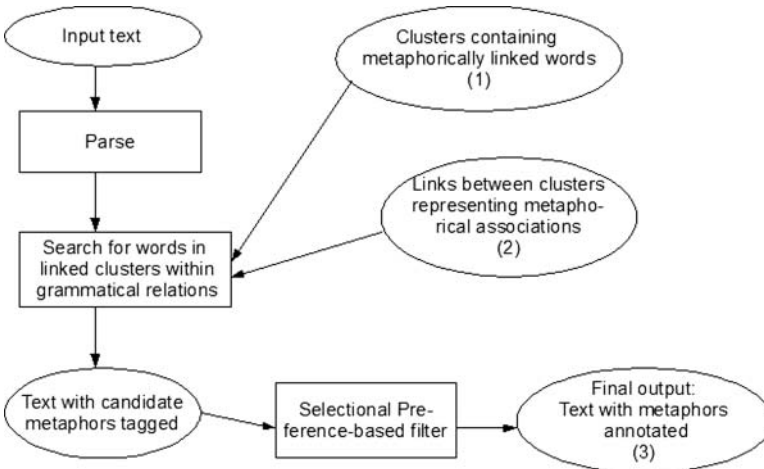 Input text
Clusters containing
metaphorically linked words
(1)
Parse
Links between clusters
representing metapho-
rical associations
(2)
Search for words in
linked clusters within
grammatical relations
Text with candidate
metaphors tagged
Selectional Pre-
ference-based filter
Final output:
Text with metaphors
annotated
(3)